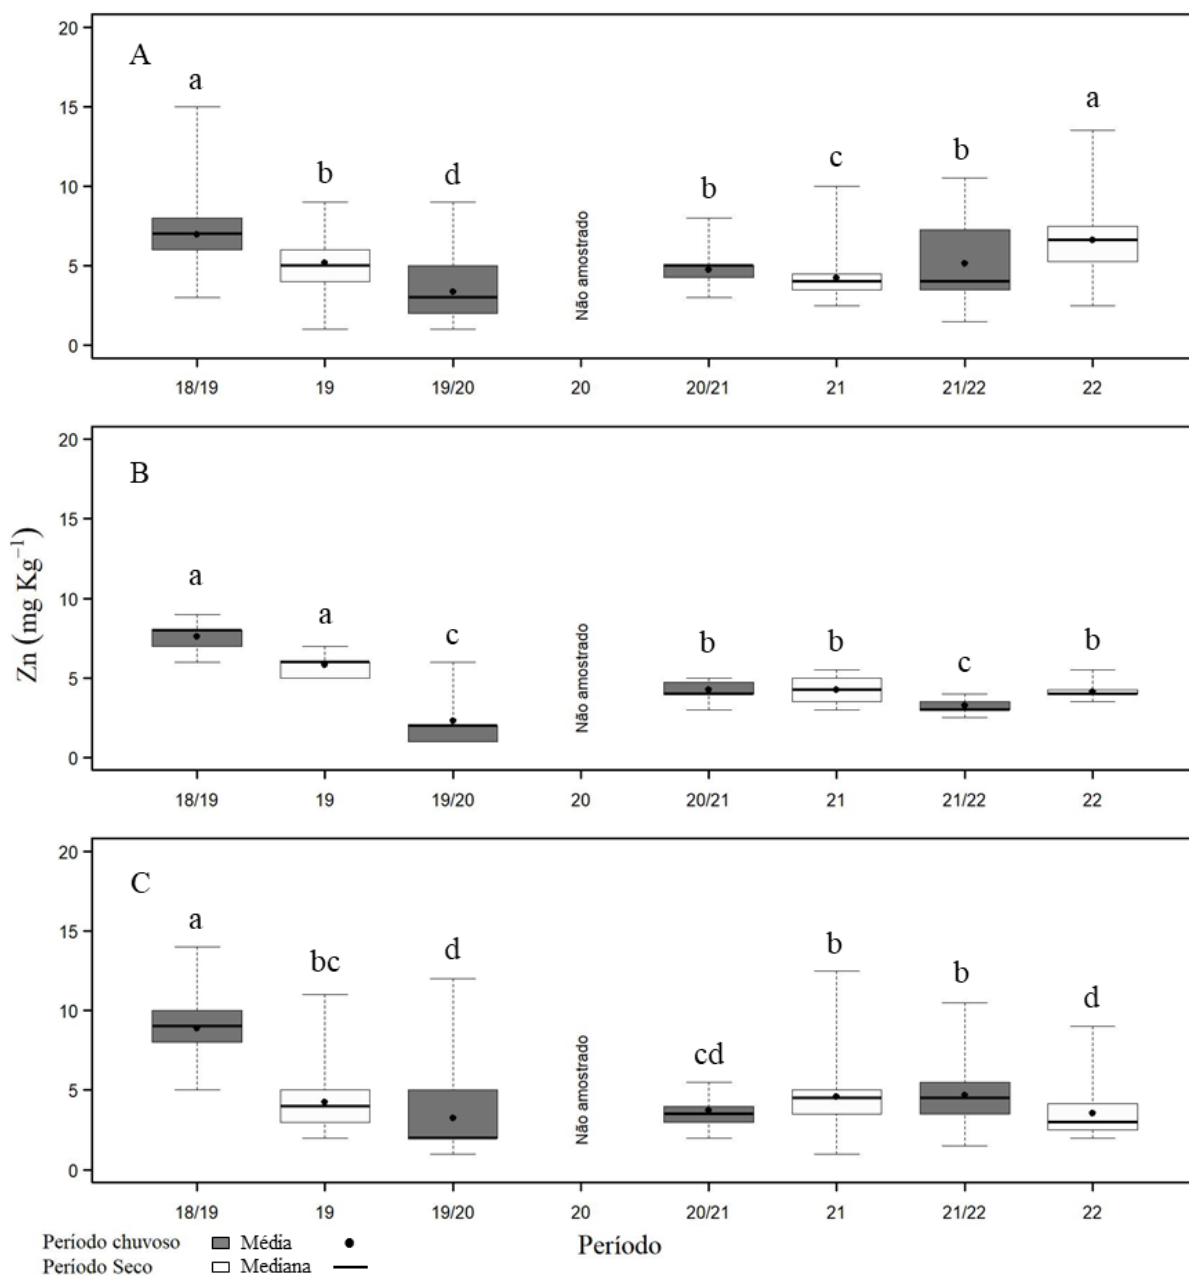 20
A
a
a
15
b
b
d
b
c
10
5
Não amostrado
0
18/19 19 19/20 20 20/21 21 21/22 22
20
B
15
a
a
10
c
b
b
b
c
5
Não amostrado
0
18/19 19 19/20 20 20/21 21 21/22 22
Zn (mg Kg⁻¹)
20
C
a
15
bc
d
b
b
d
10
cd
5
Não amostrado
0
18/19 19 19/20 20 20/21 21 21/22 22
Período
Período chuvoso Média
Período Seco Mediana